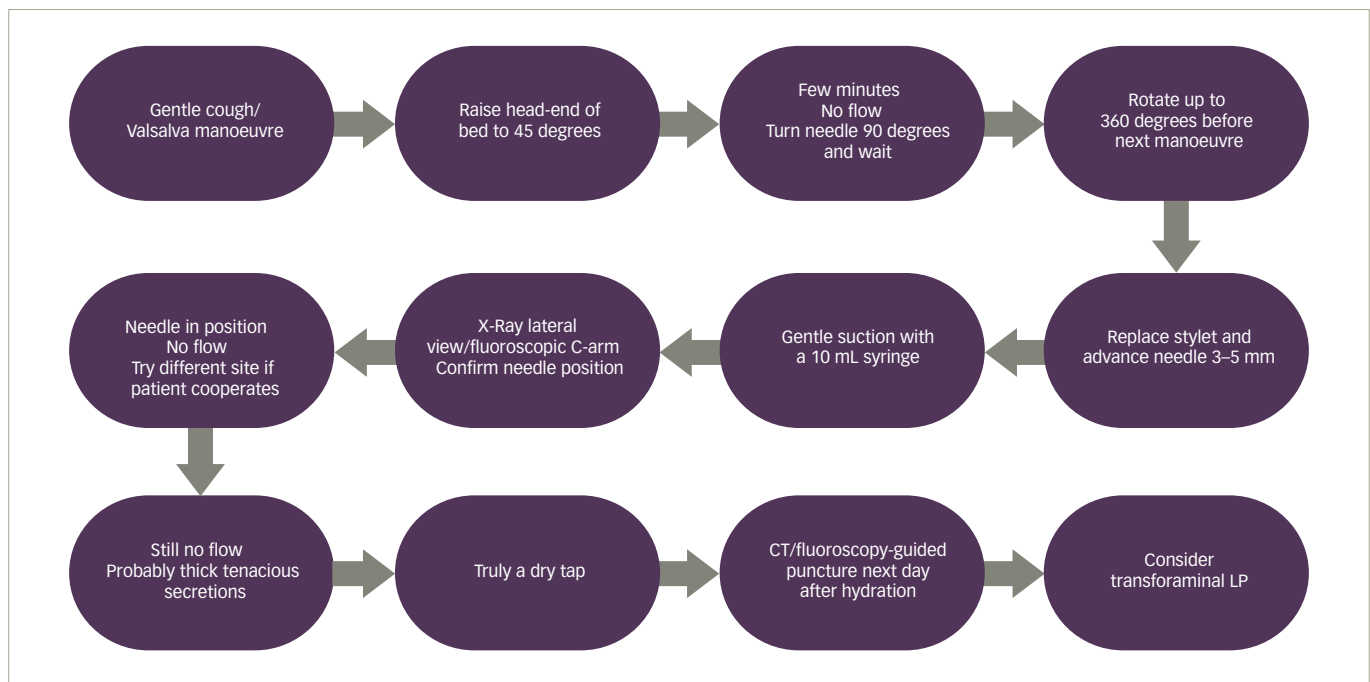 Gentle cough/
Valsalva manoeuvre
Raise head-end of
bed to 45 degrees
Few minutes
No flow
Turn needle 90 degrees
and wait
Rotate up to
360 degrees before
next manoeuvre
Replace stylet and
advance needle 3–5 mm
Gentle suction with
a 10 mL syringe
X-Ray lateral
view/fluoroscopic C-arm
Confirm needle position
Needle in position
No flow
Try different site if
patient cooperates
Still no flow
Probably thick tenacious
secretions
Truly a dry tap
CT/fluoroscopy-guided
puncture next day
after hydration
Consider
transforaminal LP